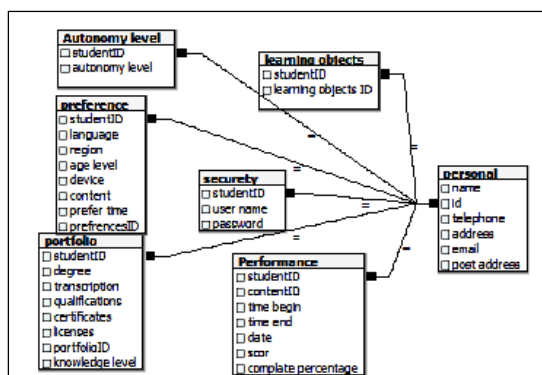 Autonomy level
studentID
autonomy level
learning objects
studentID
learning objects ID
preference
studentID
language
region
age level
device
content
prefer time
prefrencesID
securety
studentID
user name
password
personal
name
id
telephone
address
email
post address
portfolio
studentID
degree
transcription
qualifications
certificates
licenses
portfolioID
knowledge level
Performance
studentID
contentID
time begin
time end
date
scor
complate percentage
=
=
=
=
=
=